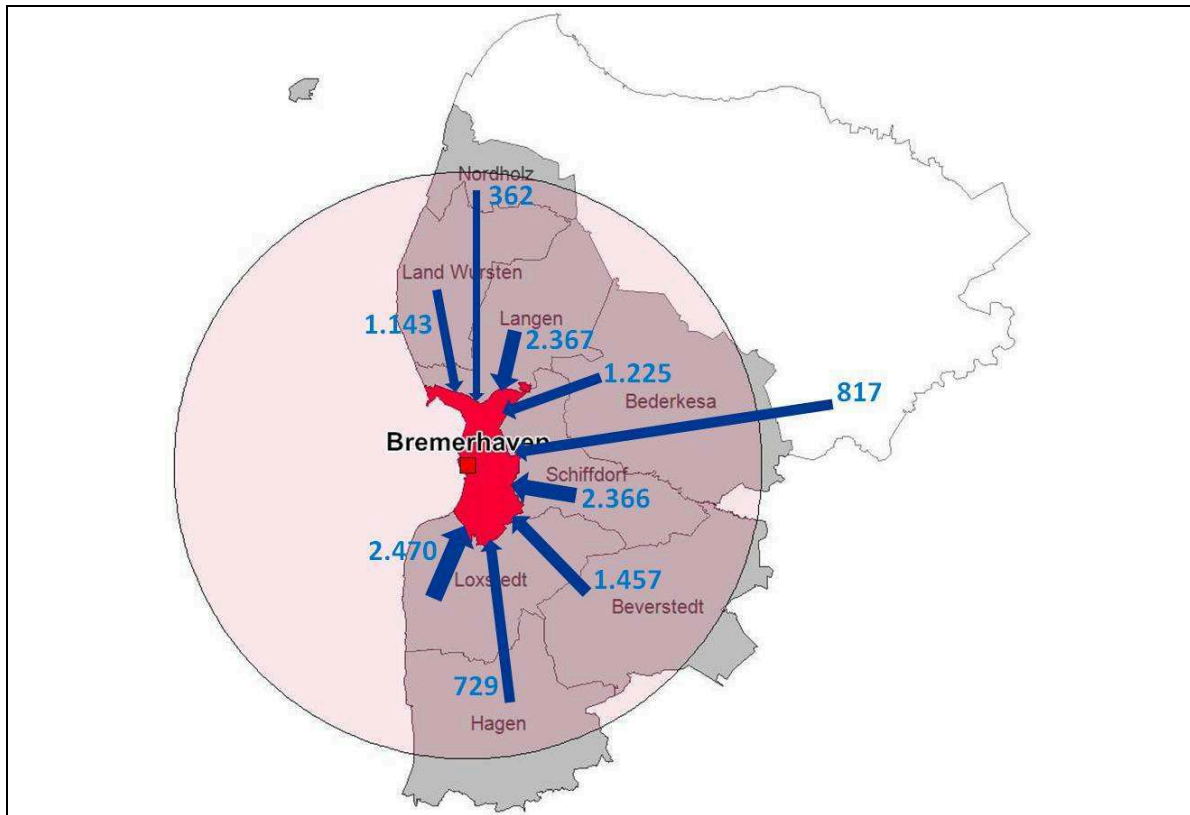 Nordholz
362
Land Wursten
1.143
Langen
2.367
1.225
Bederkesa
817
Bremerhaven
Schiffdorf
2.366
2.470
Loxstedt
1.457
Beverstedt
729
Hagen